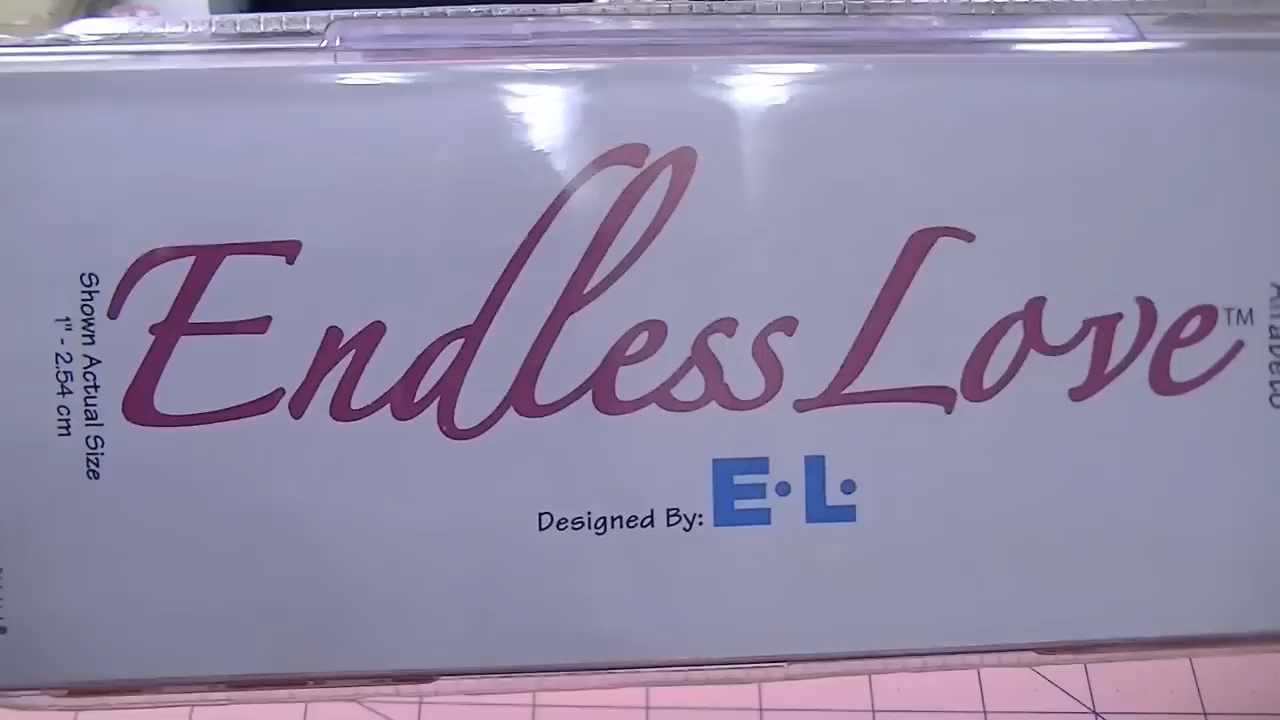 Endless Love™
Designed By: E•L•
Shown Actual Size
1" - 2.54 cm